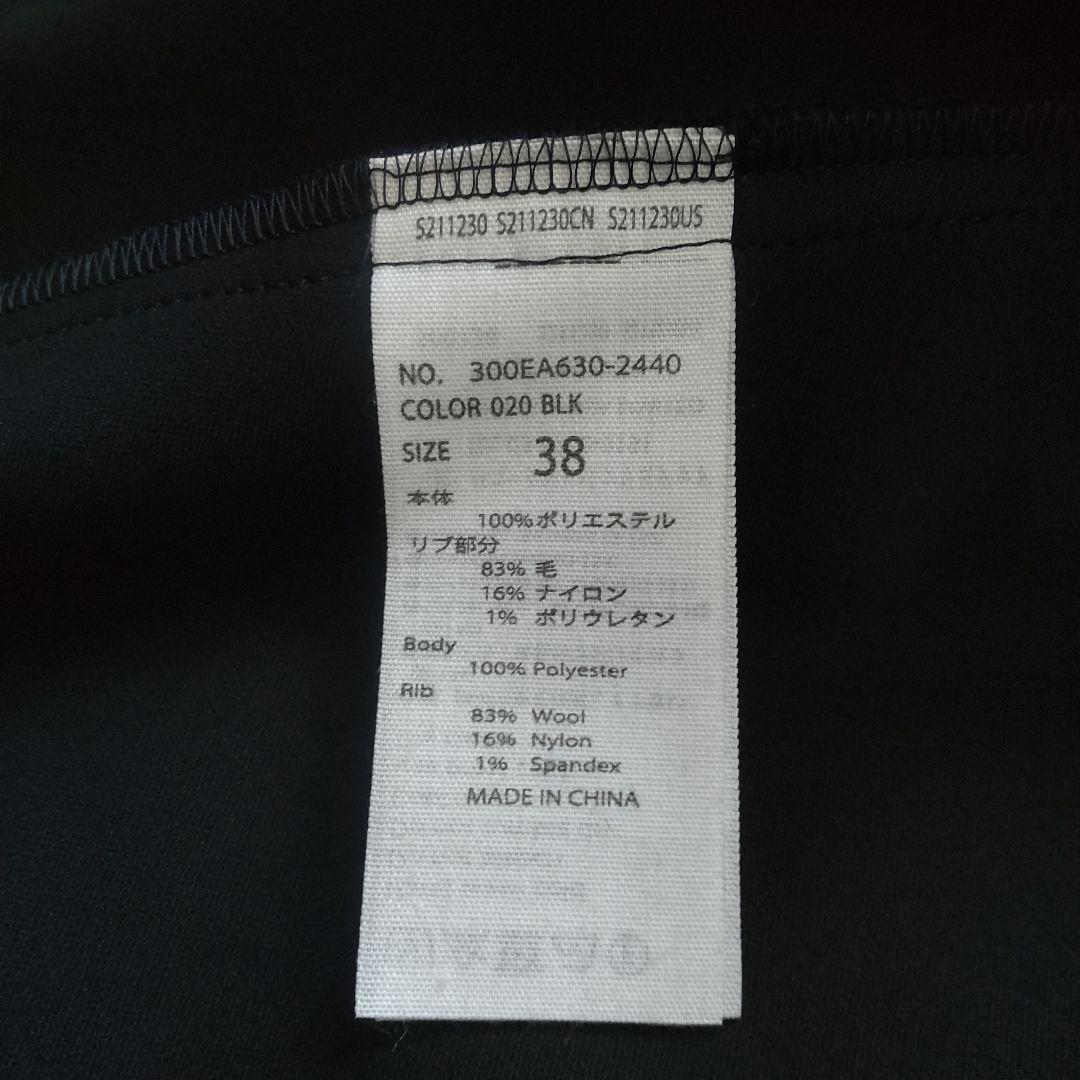 S211230 S211230CN S211230US
NO. 300EA630-2440
COLOR 020 BLK
SIZE 38
本体
100%ポリエステル
リブ部分
83% 毛
16% ナイロン
1% ポリウレタン
Body
100% Polyester
Rib
83% Wool
16% Nylon
1% Spandex
MADE IN CHINA